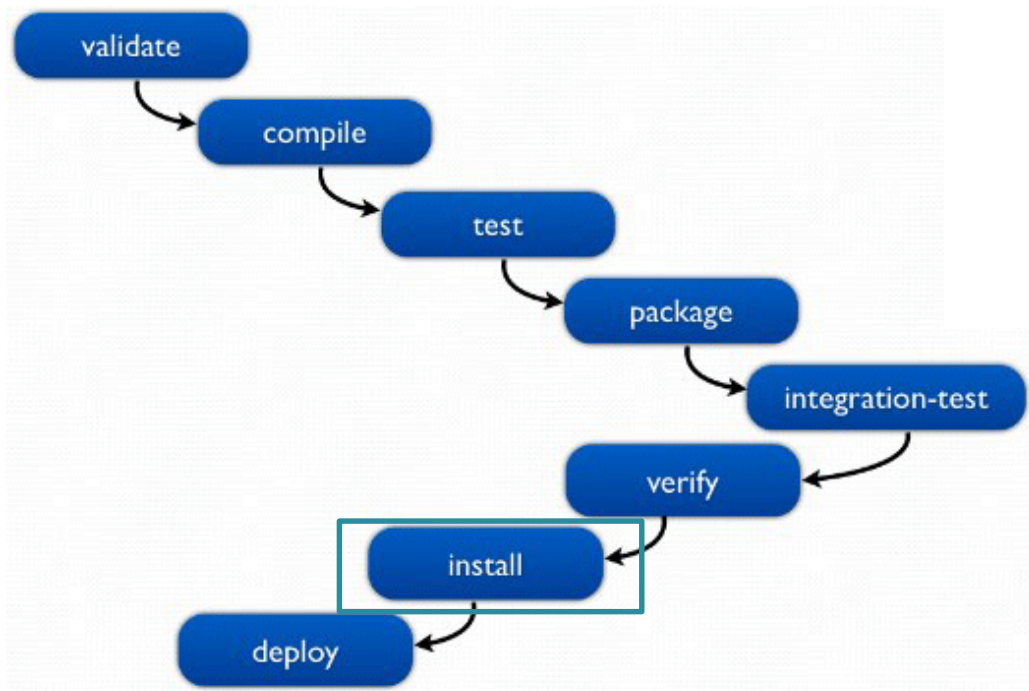 validate
compile
test
package
integration-test
verify
install
deploy